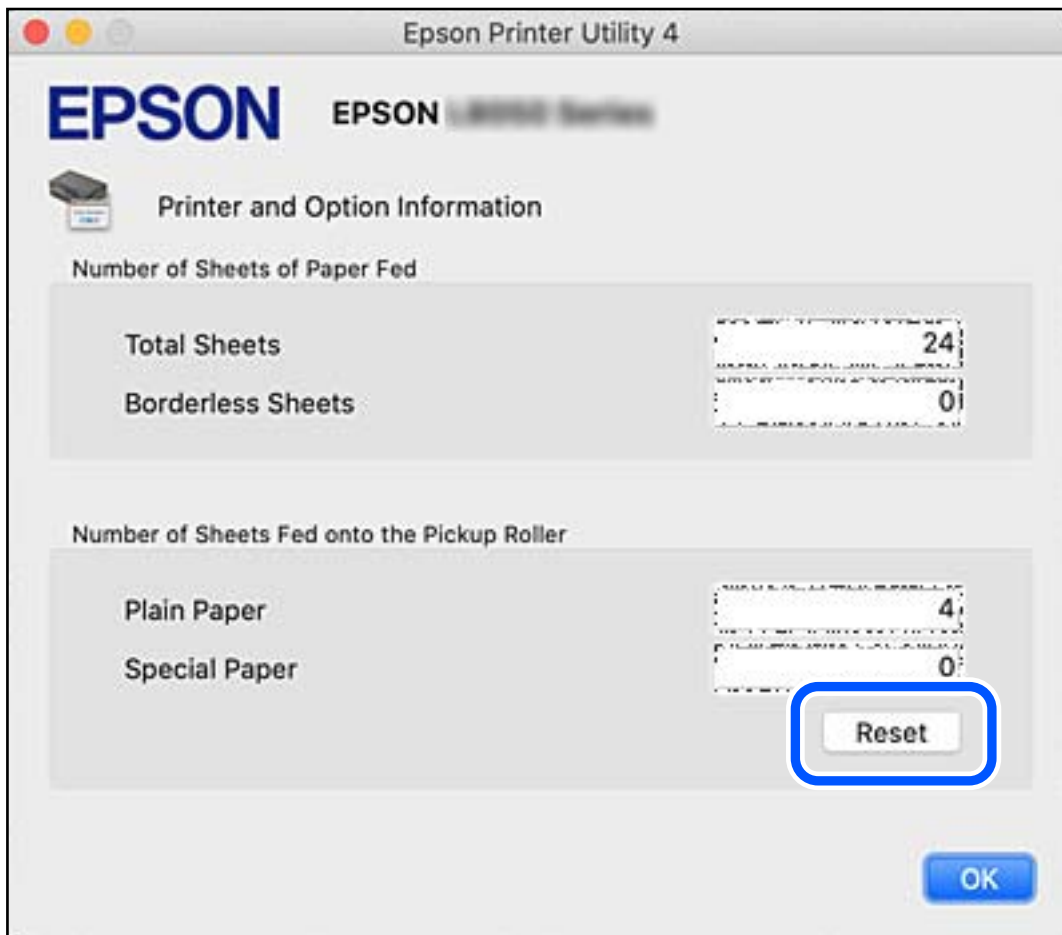 Epson Printer Utility 4
EPSON EPSON
Printer and Option Information
Number of Sheets of Paper Fed
Total Sheets 24
Borderless Sheets 0
Number of Sheets Fed onto the Pickup Roller
Plain Paper 4
Special Paper 0
Reset
OK